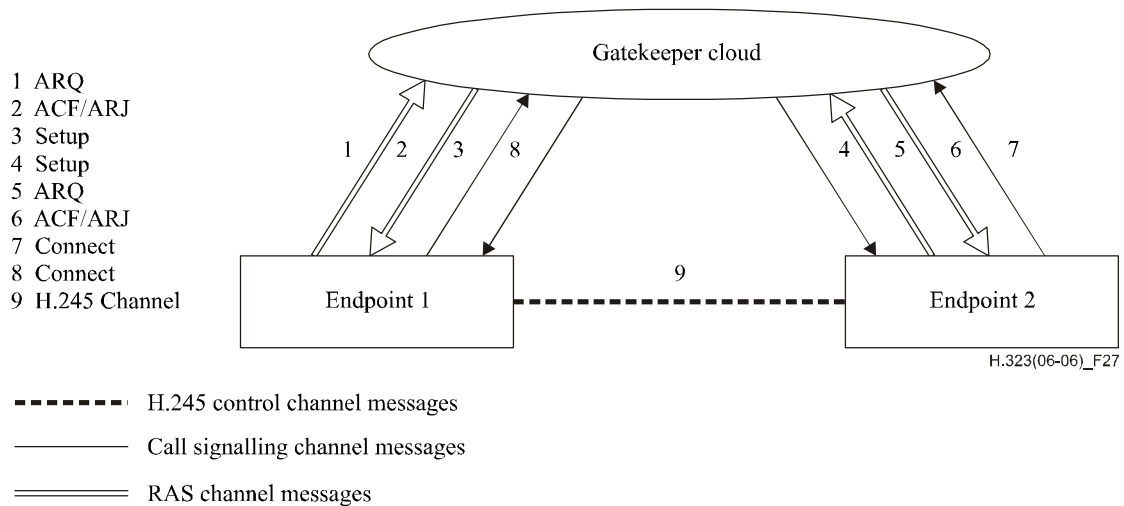 Gatekeeper cloud
1 ARQ
2 ACF/ARJ
3 Setup
4 Setup
5 ARQ
6 ACF/ARJ
7 Connect
8 Connect
9 H.245 Channel
1
2
3
8
4
5
6
7
9
Endpoint 1
Endpoint 2
H.323(06-06)_F27
H.245 control channel messages
Call signalling channel messages
RAS channel messages